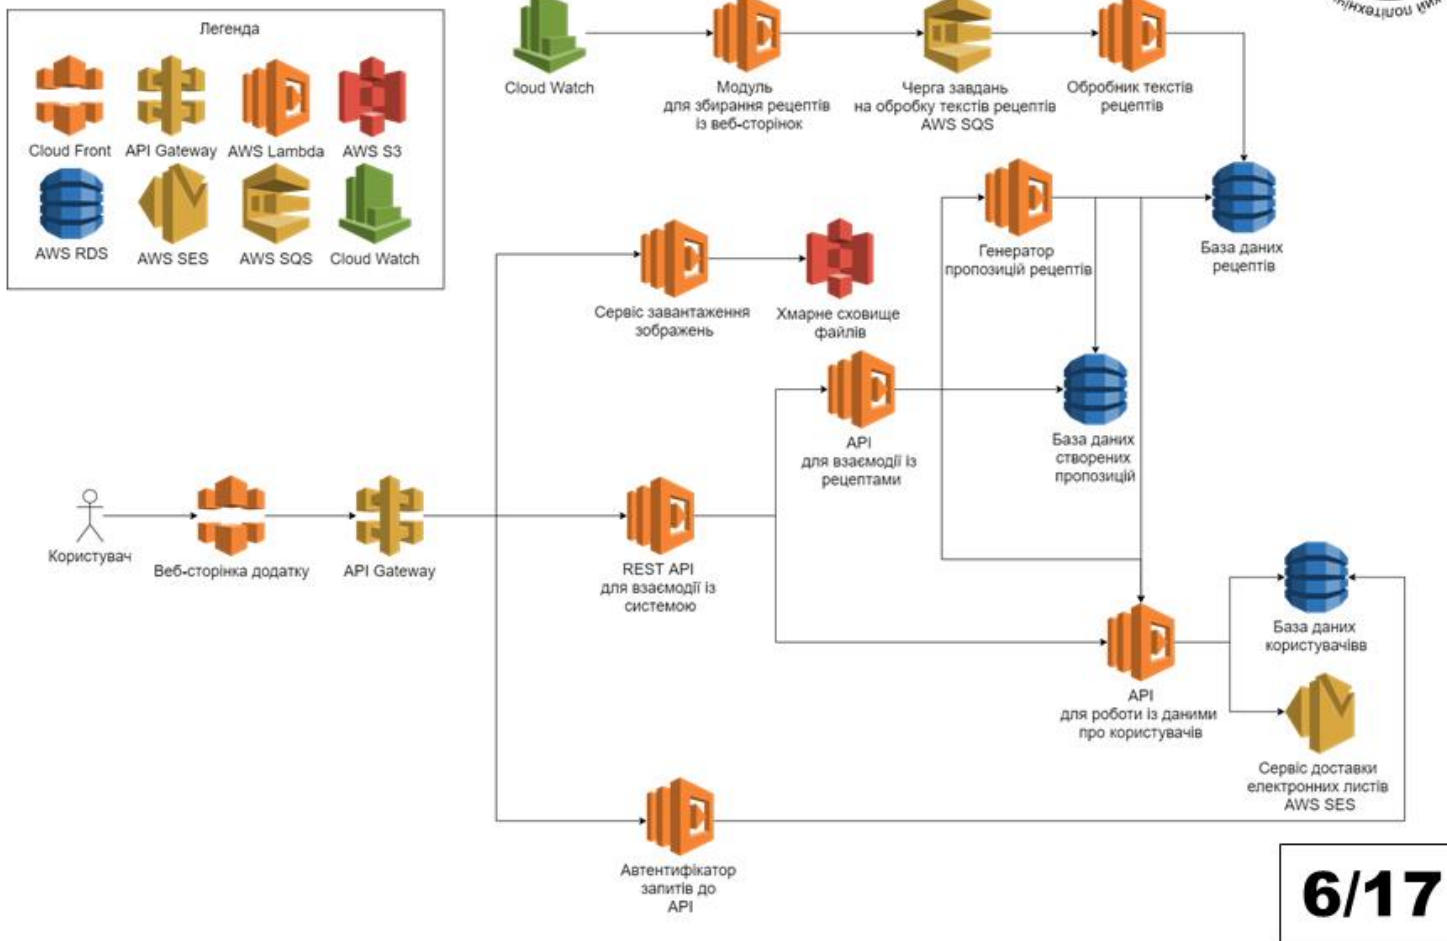 Легенда
Cloud Front
API Gateway
AWS Lambda
AWS S3
AWS RDS
AWS SES
AWS SQS
Cloud Watch
Cloud Watch
Модуль
для збирання рецептів
із веб-сторінок
Черга завдань
на обробку текстів рецептів
AWS SQS
Обробник текстів
рецептів
Генератор
пропозицій рецептів
База даних
рецептів
Сервіс завантаження
зображень
Хмарне сховище
файлів
API
для взаємодії із
рецептами
База даних
створених
пропозицій
Користувач
Веб-сторінка додатку
API Gateway
REST API
для взаємодії із
системою
База даних
користувачівв
API
для роботи із даними
про користувачів
Сервіс доставки
електронних листів
AWS SES
Автентифікатор
запитів до
API
6/17